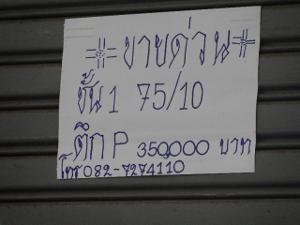 ขายด่วน
ชั้น 1 75/10
ตึก P 350000 บาท
โทร 082-7274110